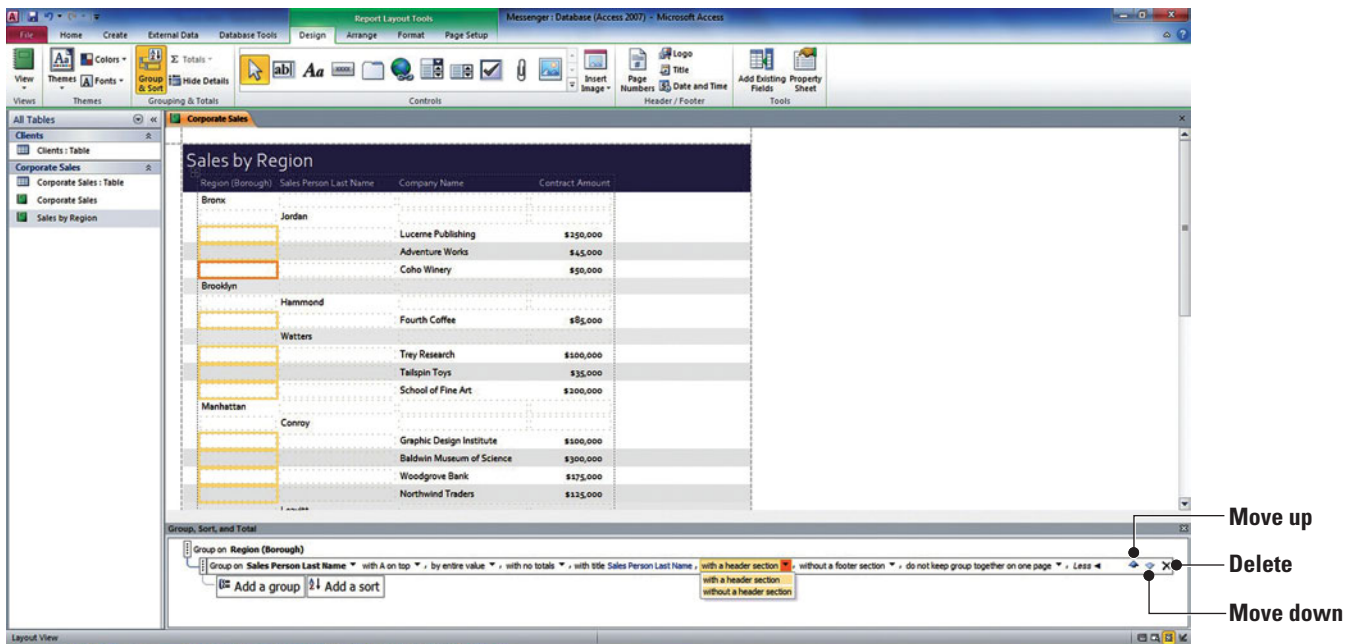 Report Layout Tools
Messenger : Database (Access 2007) - Microsoft Access
File Home Create External Data Database Tools Design Arrange Format Page Setup
View
Themes
Colors
Fonts
Group & Sort
Σ Totals
Hide Details
ab| Aa
Insert Image
Page Numbers
Logo
Title
Date and Time
Add Existing Fields
Property Sheet
Views Themes Grouping & Totals Controls Header / Footer Tools
All Tables
Clients
Clients : Table
Corporate Sales
Corporate Sales : Table
Corporate Sales
Sales by Region
Corporate Sales
Sales by Region
Region (Borough) Sales Person Last Name Company Name Contract Amount
Bronx
Jordan
Lucerne Publishing $250,000
Adventure Works $45,000
Coho Winery $50,000
Brooklyn
Hammond
Fourth Coffee $85,000
Watters
Trey Research $100,000
Tailspin Toys $35,000
School of Fine Art $200,000
Manhattan
Conroy
Graphic Design Institute $100,000
Baldwin Museum of Science $300,000
Woodgrove Bank $175,000
Northwind Traders $125,000
Group, Sort, and Total
Group on Region (Borough)
Group on Sales Person Last Name with A on top , by entire value , with no totals , with title Sales Person Last Name , with a header section , without a footer section , do not keep group together on one page , Less
with a header section
without a header section
Add a group Add a sort
Layout View
Move up
Delete
Move down